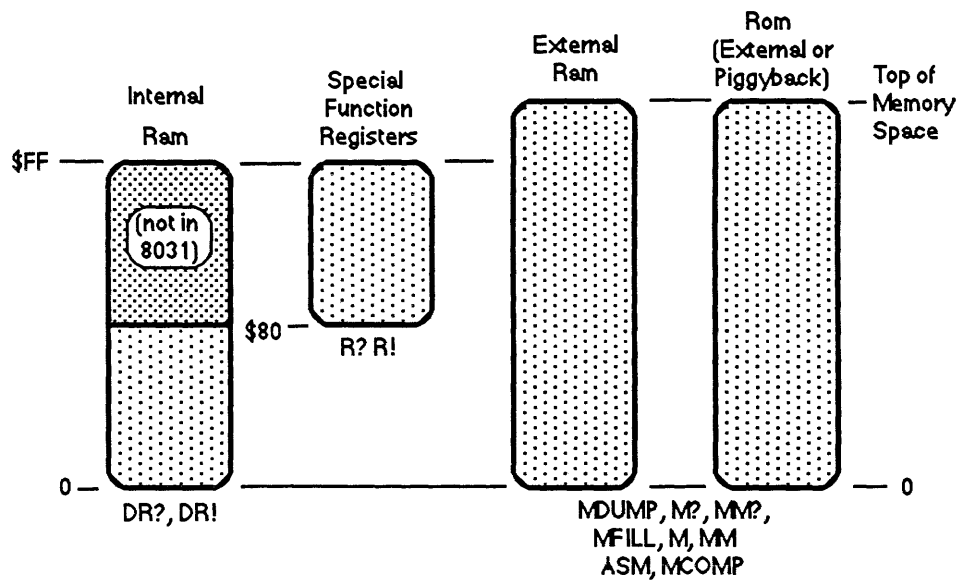 Internal
Ram
Special
Function
Registers
External
Ram
Rom
(External or
Piggyback)
Top of
Memory
Space
$FF
(not in
8031)
$80
R? R!
0
0
DR?, DR!
MDUMP, M?, MM?,
MFILL, M, MM
ASM, MCOMP